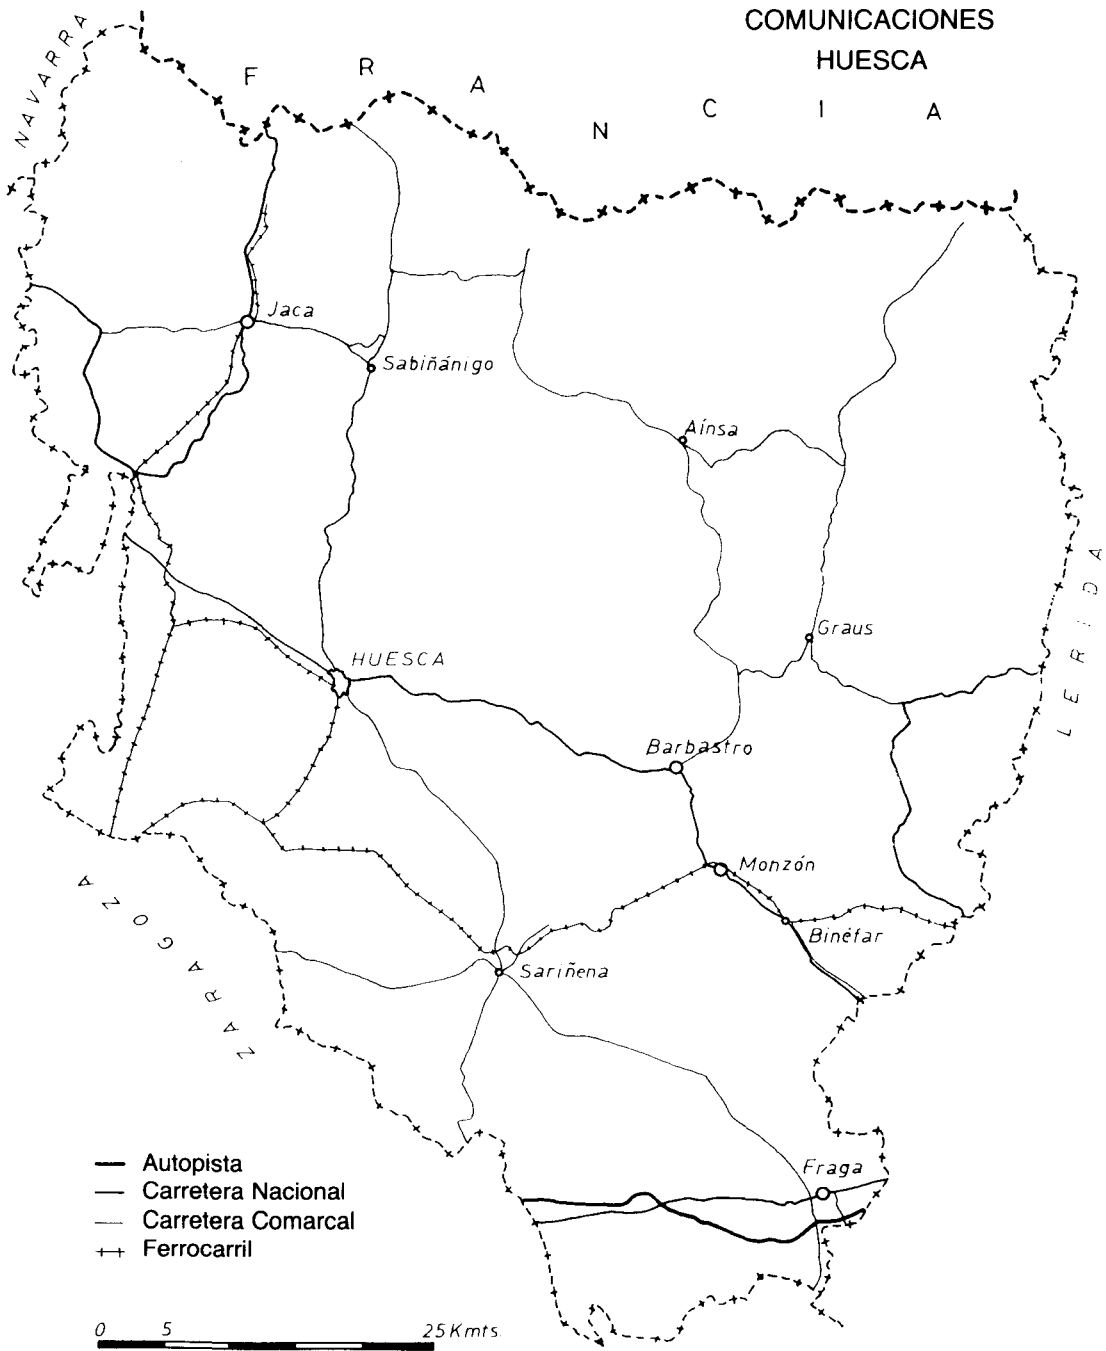 COMUNICACIONES
HUESCA
NAVARRA
F R A N C I A
Jaca
Sabiñánigo
Aínsa
LERIDA
Graus
HUESCA
Barbastro
Monzón
ZARAGOZA
Binéfar
Sariñena
Fraga
Autopista
Carretera Nacional
Carretera Comarcal
Ferrocarril
0 5 25 Kmts.